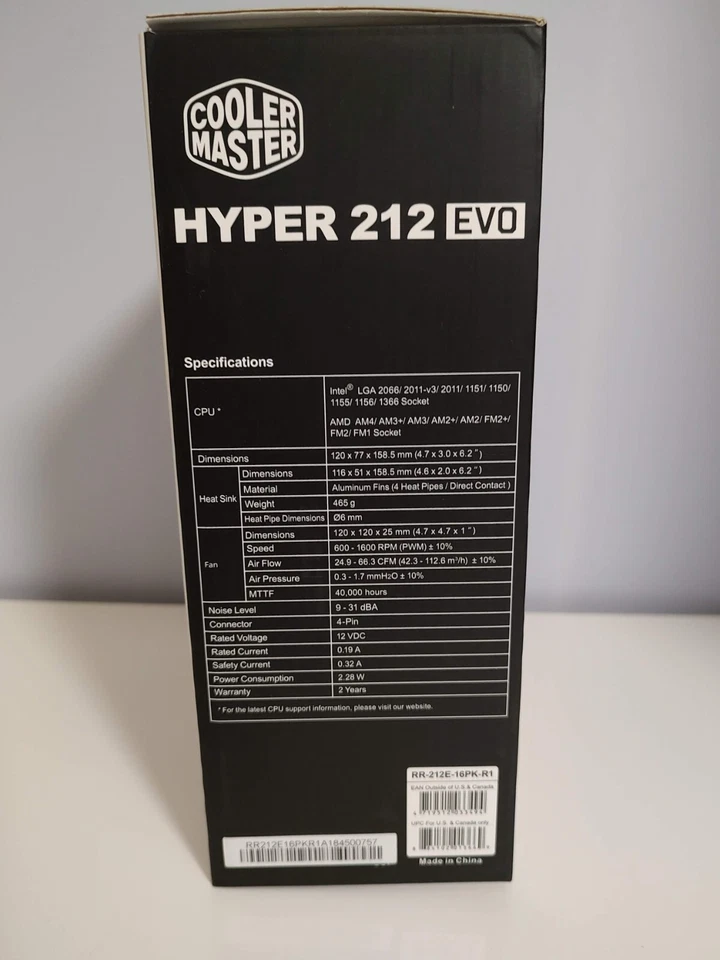 COOLER
MASTER
HYPER 212 EVO
Specifications
CPU *
Intel® LGA 2066/ 2011-v3/ 2011/ 1151/ 1150/
1155/ 1156/ 1366 Socket
AMD AM4/ AM3+/ AM3/ AM2+/ AM2/ FM2+/
FM2/ FM1 Socket
Dimensions 120 x 77 x 158.5 mm (4.7 x 3.0 x 6.2 ")
Heat Sink
Dimensions 116 x 51 x 158.5 mm (4.6 x 2.0 x 6.2 ")
Material Aluminum Fins (4 Heat Pipes / Direct Contact )
Weight 465 g
Heat Pipe Dimensions Ø6 mm
Fan
Dimensions 120 x 120 x 25 mm (4.7 x 4.7 x 1 ")
Speed 600 - 1600 RPM (PWM) ± 10%
Air Flow 24.9 - 66.3 CFM (42.3 - 112.6 m³/h) ± 10%
Air Pressure 0.3 - 1.7 mmH2O ± 10%
MTTF 40,000 hours
Noise Level 9 - 31 dBA
Connector 4-Pin
Rated Voltage 12 VDC
Rated Current 0.19 A
Safety Current 0.32 A
Power Consumption 2.28 W
Warranty 2 Years
* For the latest CPU support information, please visit our website.
RR-212E-16PK-R1
EAN Outside of U.S.& Canada
UPC For U.S. & Canada only
RR212E16PKR1A184500757
Made in China